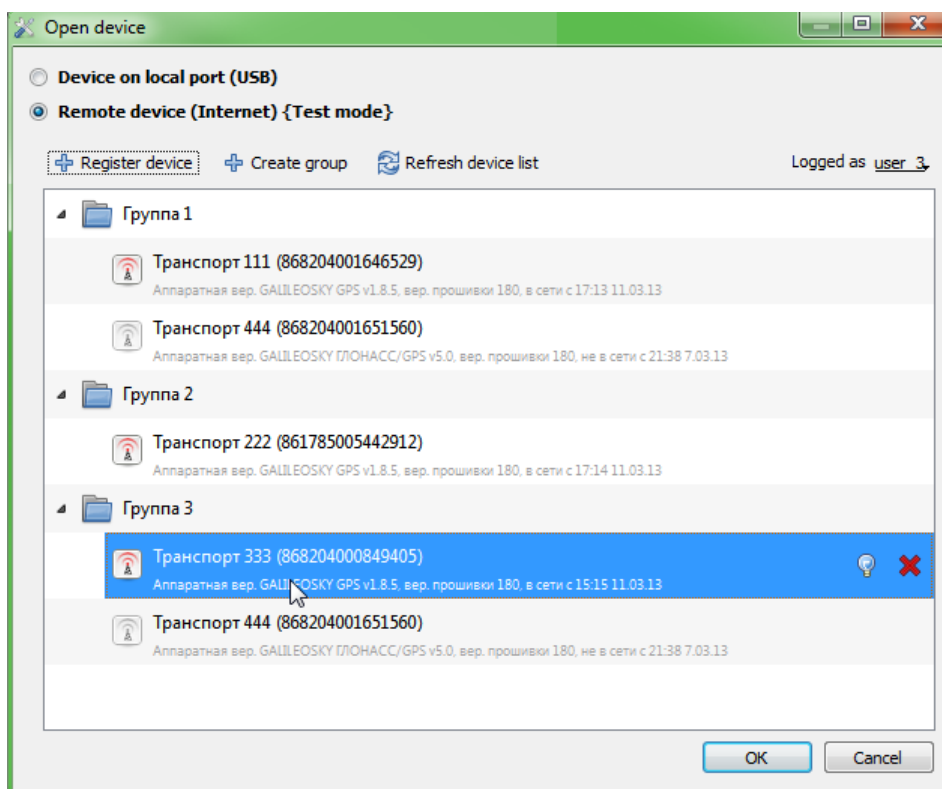 Open device
Device on local port (USB)
Remote device (Internet) {Test mode}
Register device Create group Refresh device list Logged as user_3
Группа 1
Транспорт 111 (868204001646529)
Аппаратная вер. GALILEOSKY GPS v1.8.5, вер. прошивки 180, в сети с 17:13 11.03.13
Транспорт 444 (868204001651560)
Аппаратная вер. GALILEOSKY ГЛОНАСС/GPS v5.0, вер. прошивки 180, не в сети с 21:38 7.03.13
Группа 2
Транспорт 222 (861785005442912)
Аппаратная вер. GALILEOSKY GPS v1.8.5, вер. прошивки 180, в сети с 17:14 11.03.13
Группа 3
Транспорт 333 (868204000849405)
Аппаратная вер. GALILEOSKY GPS v1.8.5, вер. прошивки 180, в сети с 15:15 11.03.13
Транспорт 444 (868204001651560)
Аппаратная вер. GALILEOSKY ГЛОНАСС/GPS v5.0, вер. прошивки 180, не в сети с 21:38 7.03.13
OK Cancel